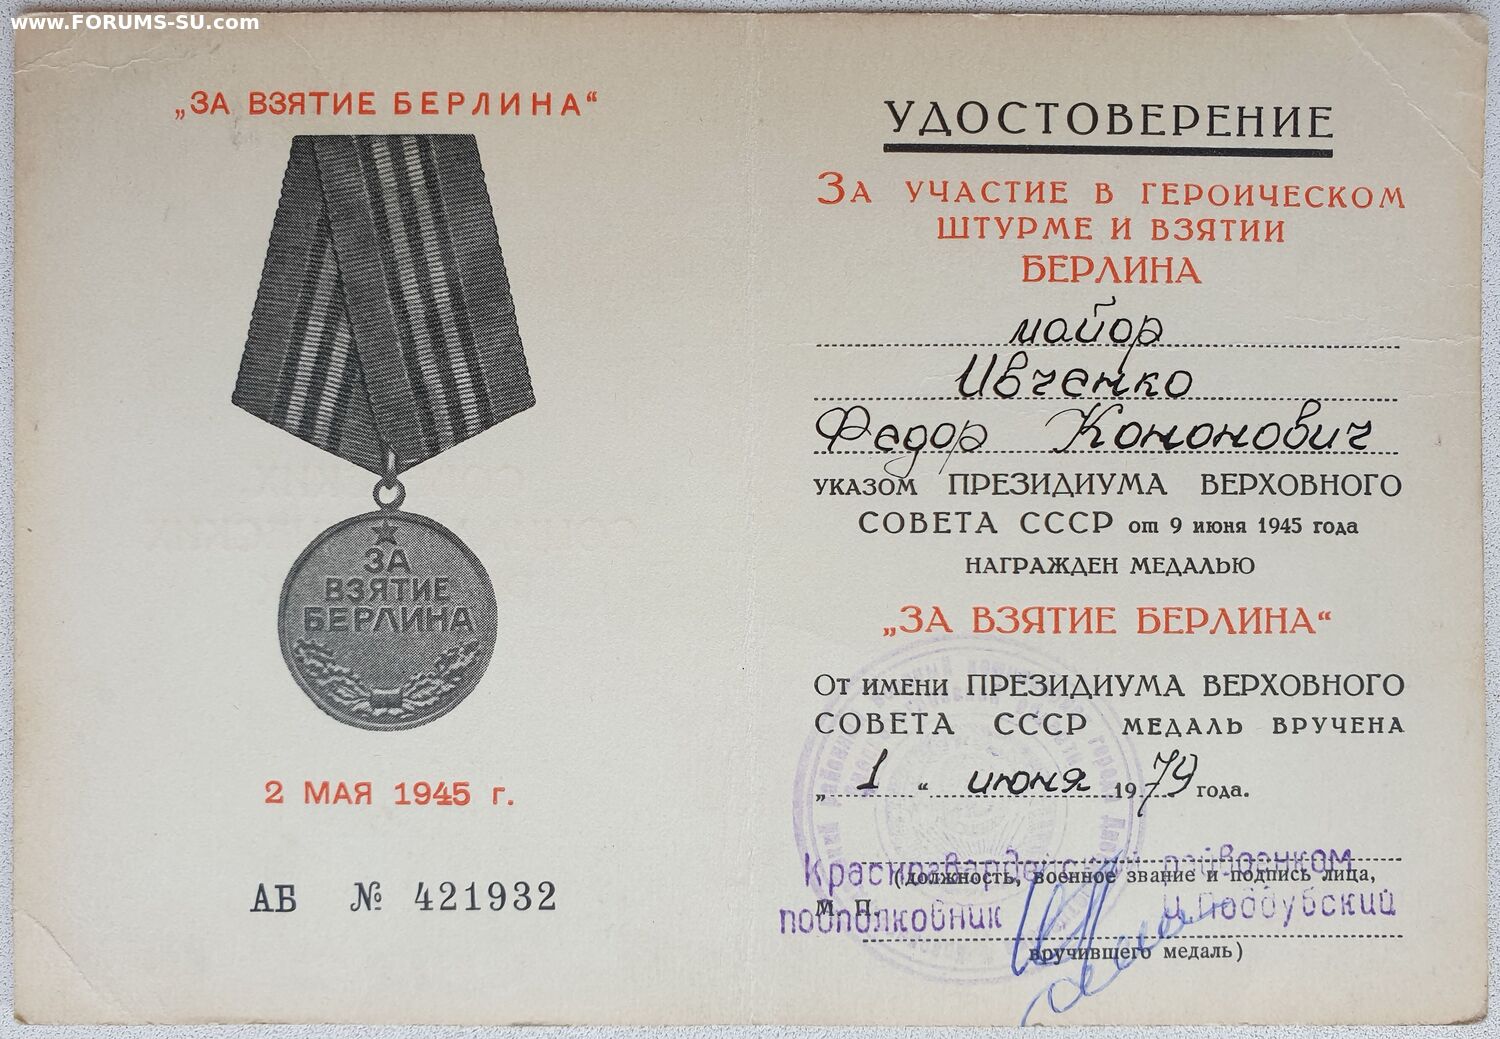 www.FORUMS-SU.com
„ЗА ВЗЯТИЕ БЕРЛИНА“
ЗА
ВЗЯТИЕ
БЕРЛИНА
2 МАЯ 1945 г.
АБ № 421932
УДОСТОВЕРЕНИЕ
ЗА УЧАСТИЕ В ГЕРОИЧЕСКОМ
ШТУРМЕ И ВЗЯТИИ
БЕРЛИНА
майор
Ивченко
Федор Кононович
УКАЗОМ ПРЕЗИДИУМА ВЕРХОВНОГО
СОВЕТА СССР от 9 июня 1945 года
НАГРАЖДЕН МЕДАЛЬЮ
„ЗА ВЗЯТИЕ БЕРЛИНА“
ОТ ИМЕНИ ПРЕЗИДИУМА ВЕРХОВНОГО
СОВЕТА СССР МЕДАЛЬ ВРУЧЕНА
„ 1 “ июня 1979 года.
Красногвардейский райвоенком
(должность, военное звание и подпись лица,
М. П.
подполковник И.Поддубский
вручившего медаль)